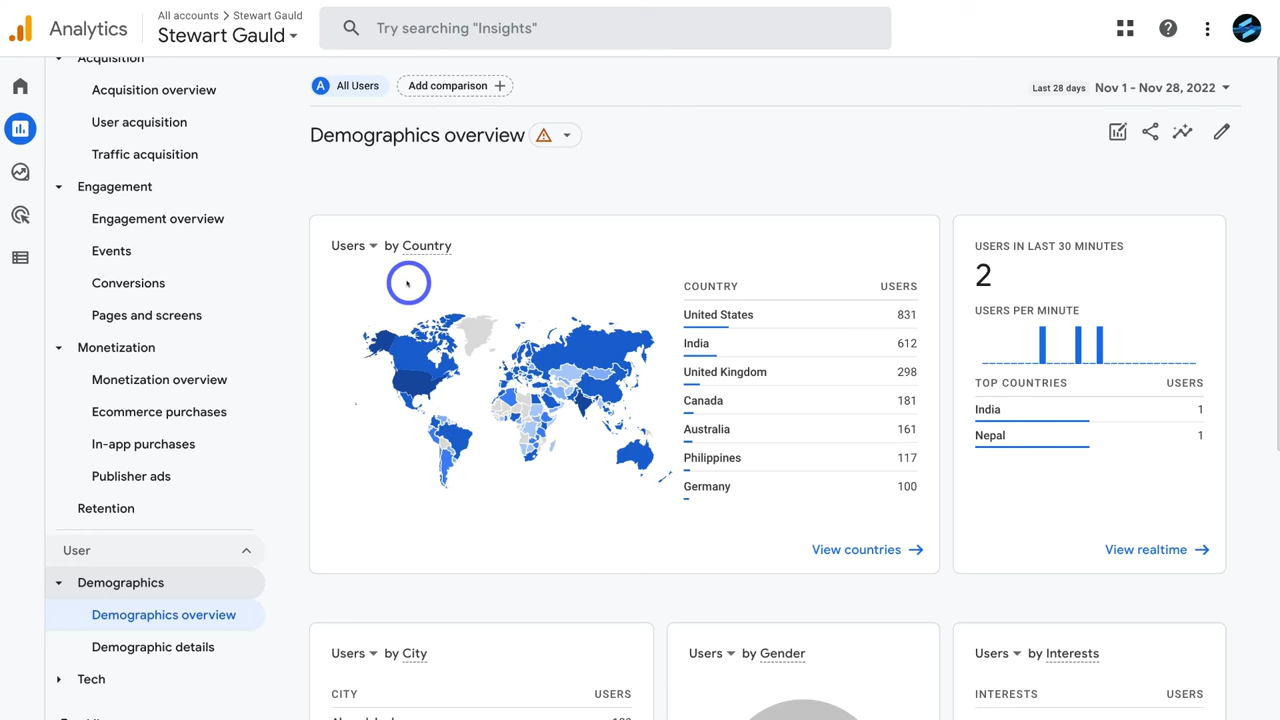 Analytics
All accounts > Stewart Gauld
Stewart Gauld
Try searching "Insights"
Acquisition
Acquisition overview
User acquisition
Traffic acquisition
Engagement
Engagement overview
Events
Conversions
Pages and screens
Monetization
Monetization overview
Ecommerce purchases
In-app purchases
Publisher ads
Retention
User
Demographics
Demographics overview
Demographic details
Tech
A All Users
Add comparison +
Last 28 days Nov 1 - Nov 28, 2022
Demographics overview
Users by Country
COUNTRY USERS
United States 831
India 612
United Kingdom 298
Canada 181
Australia 161
Philippines 117
Germany 100
View countries
USERS IN LAST 30 MINUTES
2
USERS PER MINUTE
TOP COUNTRIES USERS
India 1
Nepal 1
View realtime
Users by City
CITY USERS
Users by Gender
Users by Interests
INTERESTS USERS